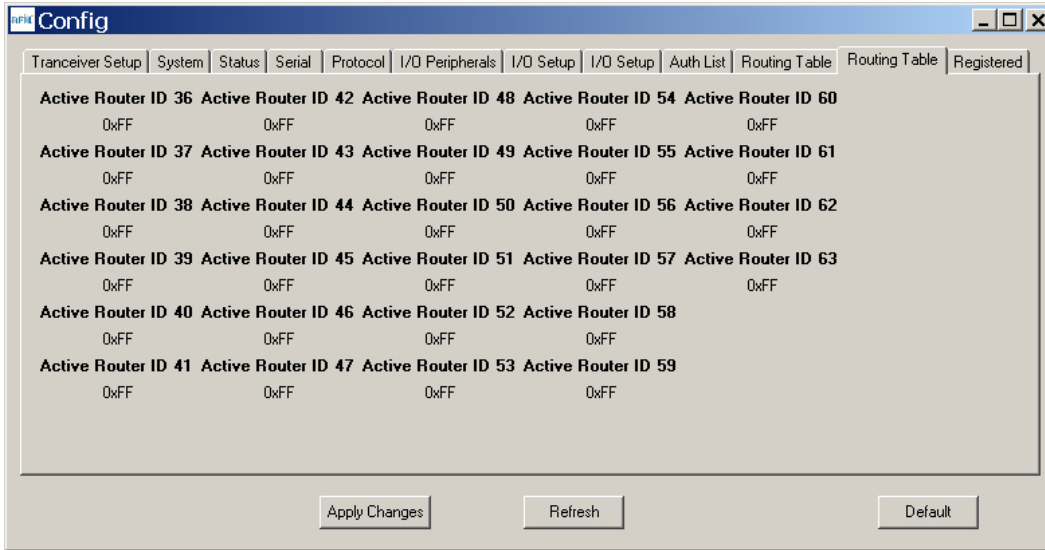 Config
Tranceiver Setup System Status Serial Protocol I/O Peripherals I/O Setup I/O Setup Auth List Routing Table Routing Table Registered
Active Router ID 36 Active Router ID 42 Active Router ID 48 Active Router ID 54 Active Router ID 60
0xFF 0xFF 0xFF 0xFF 0xFF
Active Router ID 37 Active Router ID 43 Active Router ID 49 Active Router ID 55 Active Router ID 61
0xFF 0xFF 0xFF 0xFF 0xFF
Active Router ID 38 Active Router ID 44 Active Router ID 50 Active Router ID 56 Active Router ID 62
0xFF 0xFF 0xFF 0xFF 0xFF
Active Router ID 39 Active Router ID 45 Active Router ID 51 Active Router ID 57 Active Router ID 63
0xFF 0xFF 0xFF 0xFF 0xFF
Active Router ID 40 Active Router ID 46 Active Router ID 52 Active Router ID 58
0xFF 0xFF 0xFF 0xFF
Active Router ID 41 Active Router ID 47 Active Router ID 53 Active Router ID 59
0xFF 0xFF 0xFF 0xFF
Apply Changes Refresh Default